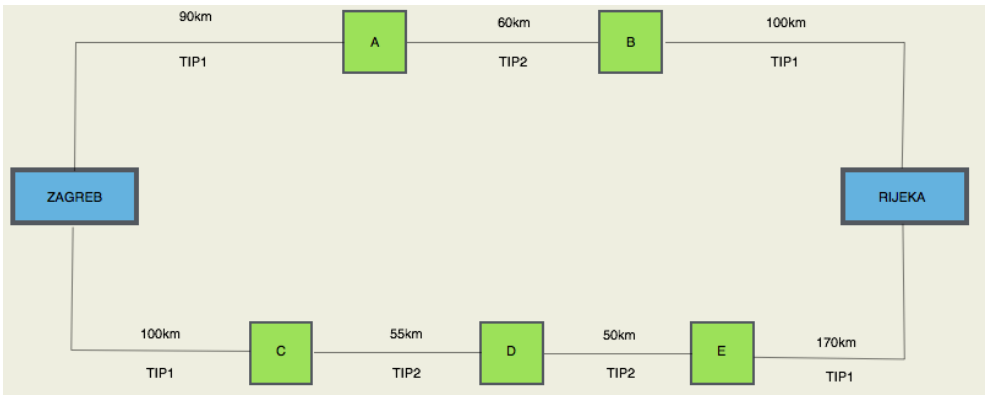 90km
60km
100km
A
B
TIP1
TIP2
TIP1
ZAGREB
RIJEKA
100km
55km
50km
170km
C
D
E
TIP1
TIP2
TIP2
TIP1